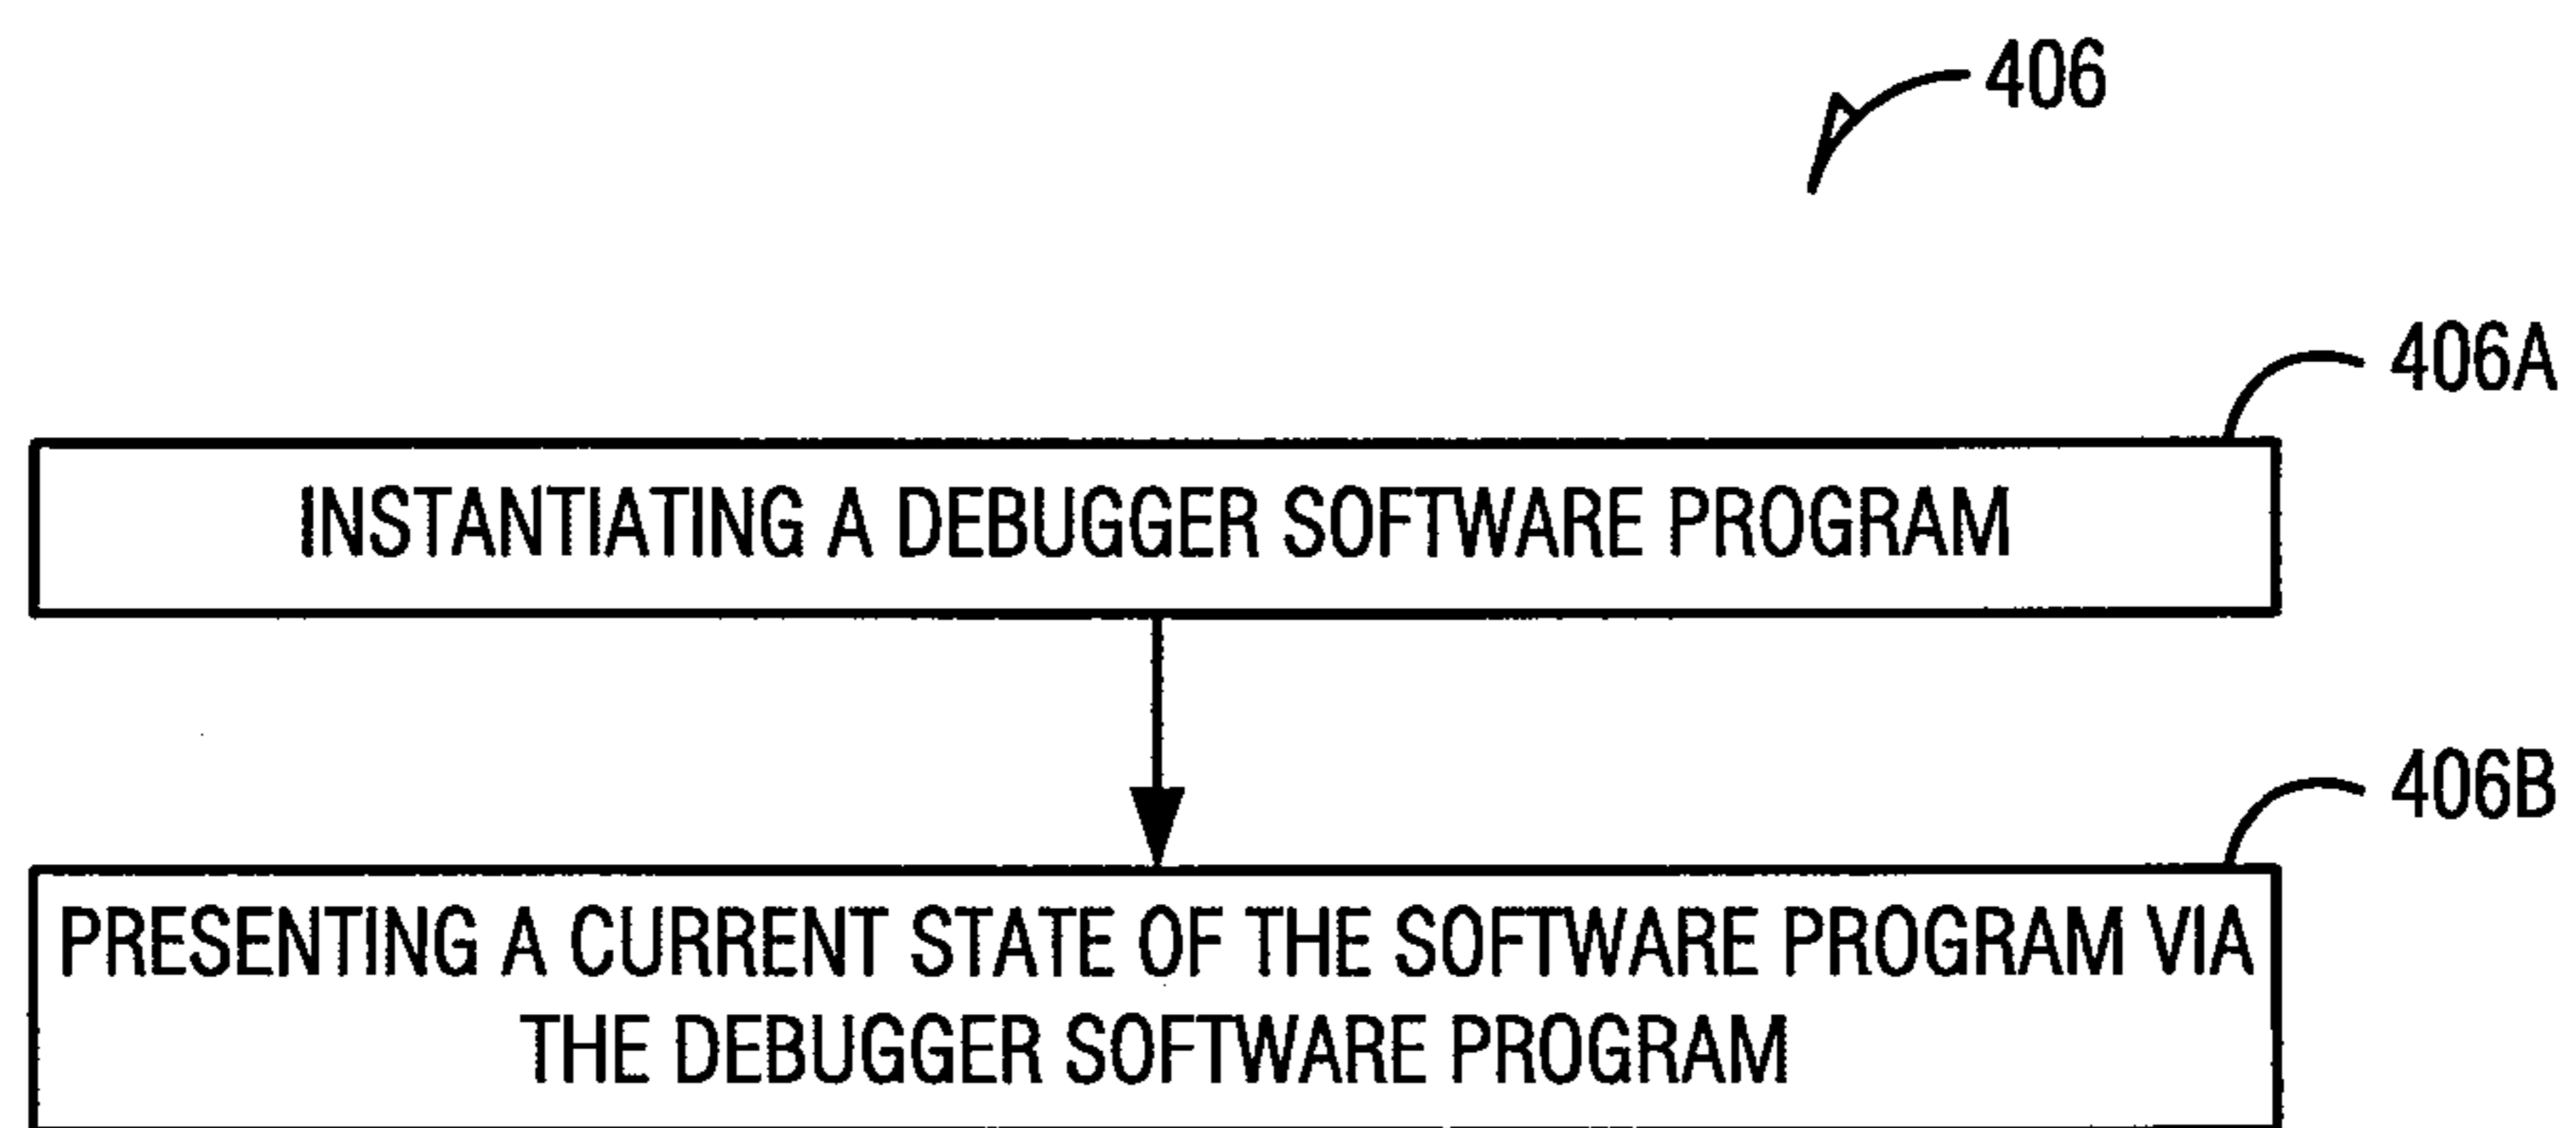 406
406A
INSTANTIATING A DEBUGGER SOFTWARE PROGRAM
406B
PRESENTING A CURRENT STATE OF THE SOFTWARE PROGRAM VIA
THE DEBUGGER SOFTWARE PROGRAM